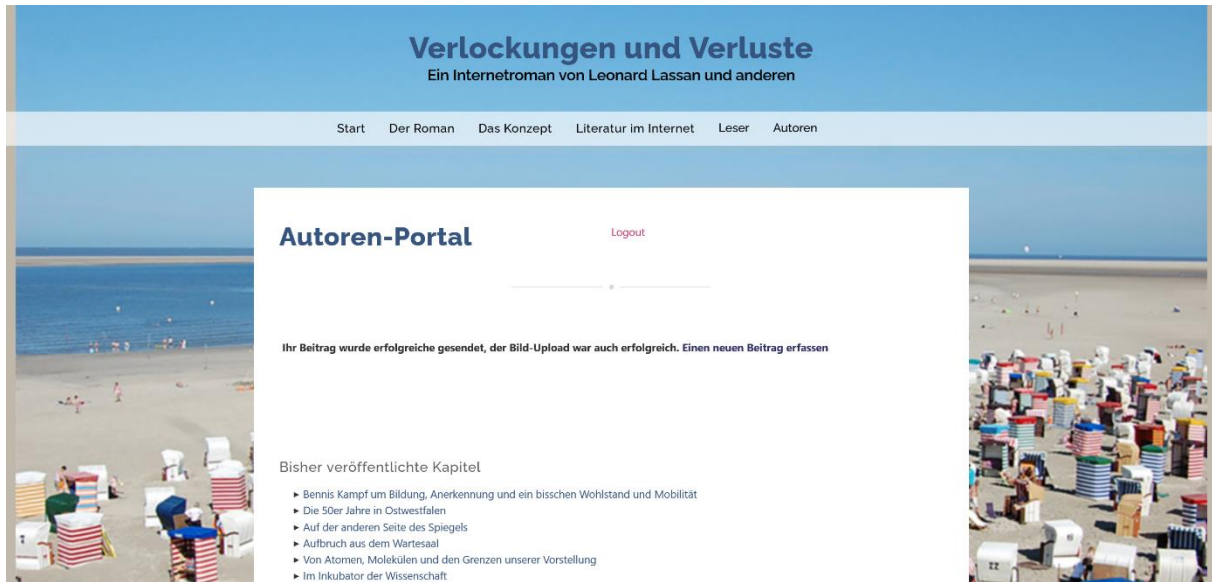 Verlockungen und Verluste
Ein Internetroman von Leonard Lassan und anderen
Start Der Roman Das Konzept Literatur im Internet Leser Autoren
Autoren-Portal Logout
Ihr Beitrag wurde erfolgreiche gesendet, der Bild-Upload war auch erfolgreich. Einen neuen Beitrag erfassen
Bisher veröffentlichte Kapitel
► Bennis Kampf um Bildung, Anerkennung und ein bisschen Wohlstand und Mobilität
► Die 50er Jahre in Ostwestfalen
► Auf der anderen Seite des Spiegels
► Aufbruch aus dem Wartesaal
► Von Atomen, Molekülen und den Grenzen unserer Vorstellung
► Im Inkubator der Wissenschaft